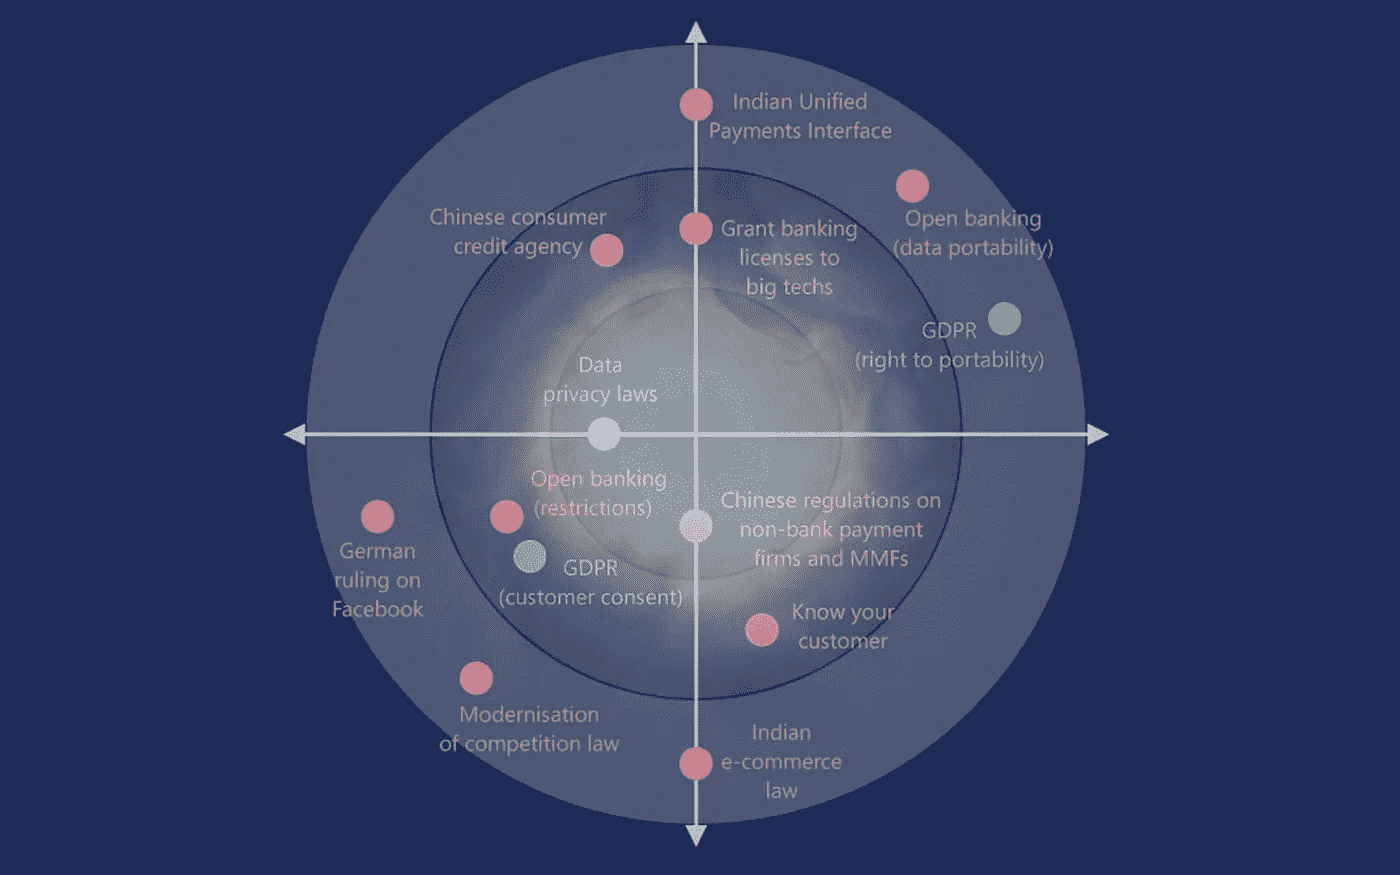 Indian Unified
Payments Interface
Open banking
(data portability)
Chinese consumer
credit agency
Grant banking
licenses to
big techs
GDPR
(right to portability)
Data
privacy laws
Open banking
(restrictions)
Chinese regulations on
non-bank payment
firms and MMFs
German
ruling on
Facebook
GDPR
(customer consent)
Know your
customer
Modernisation
of competition law
Indian
e-commerce
law